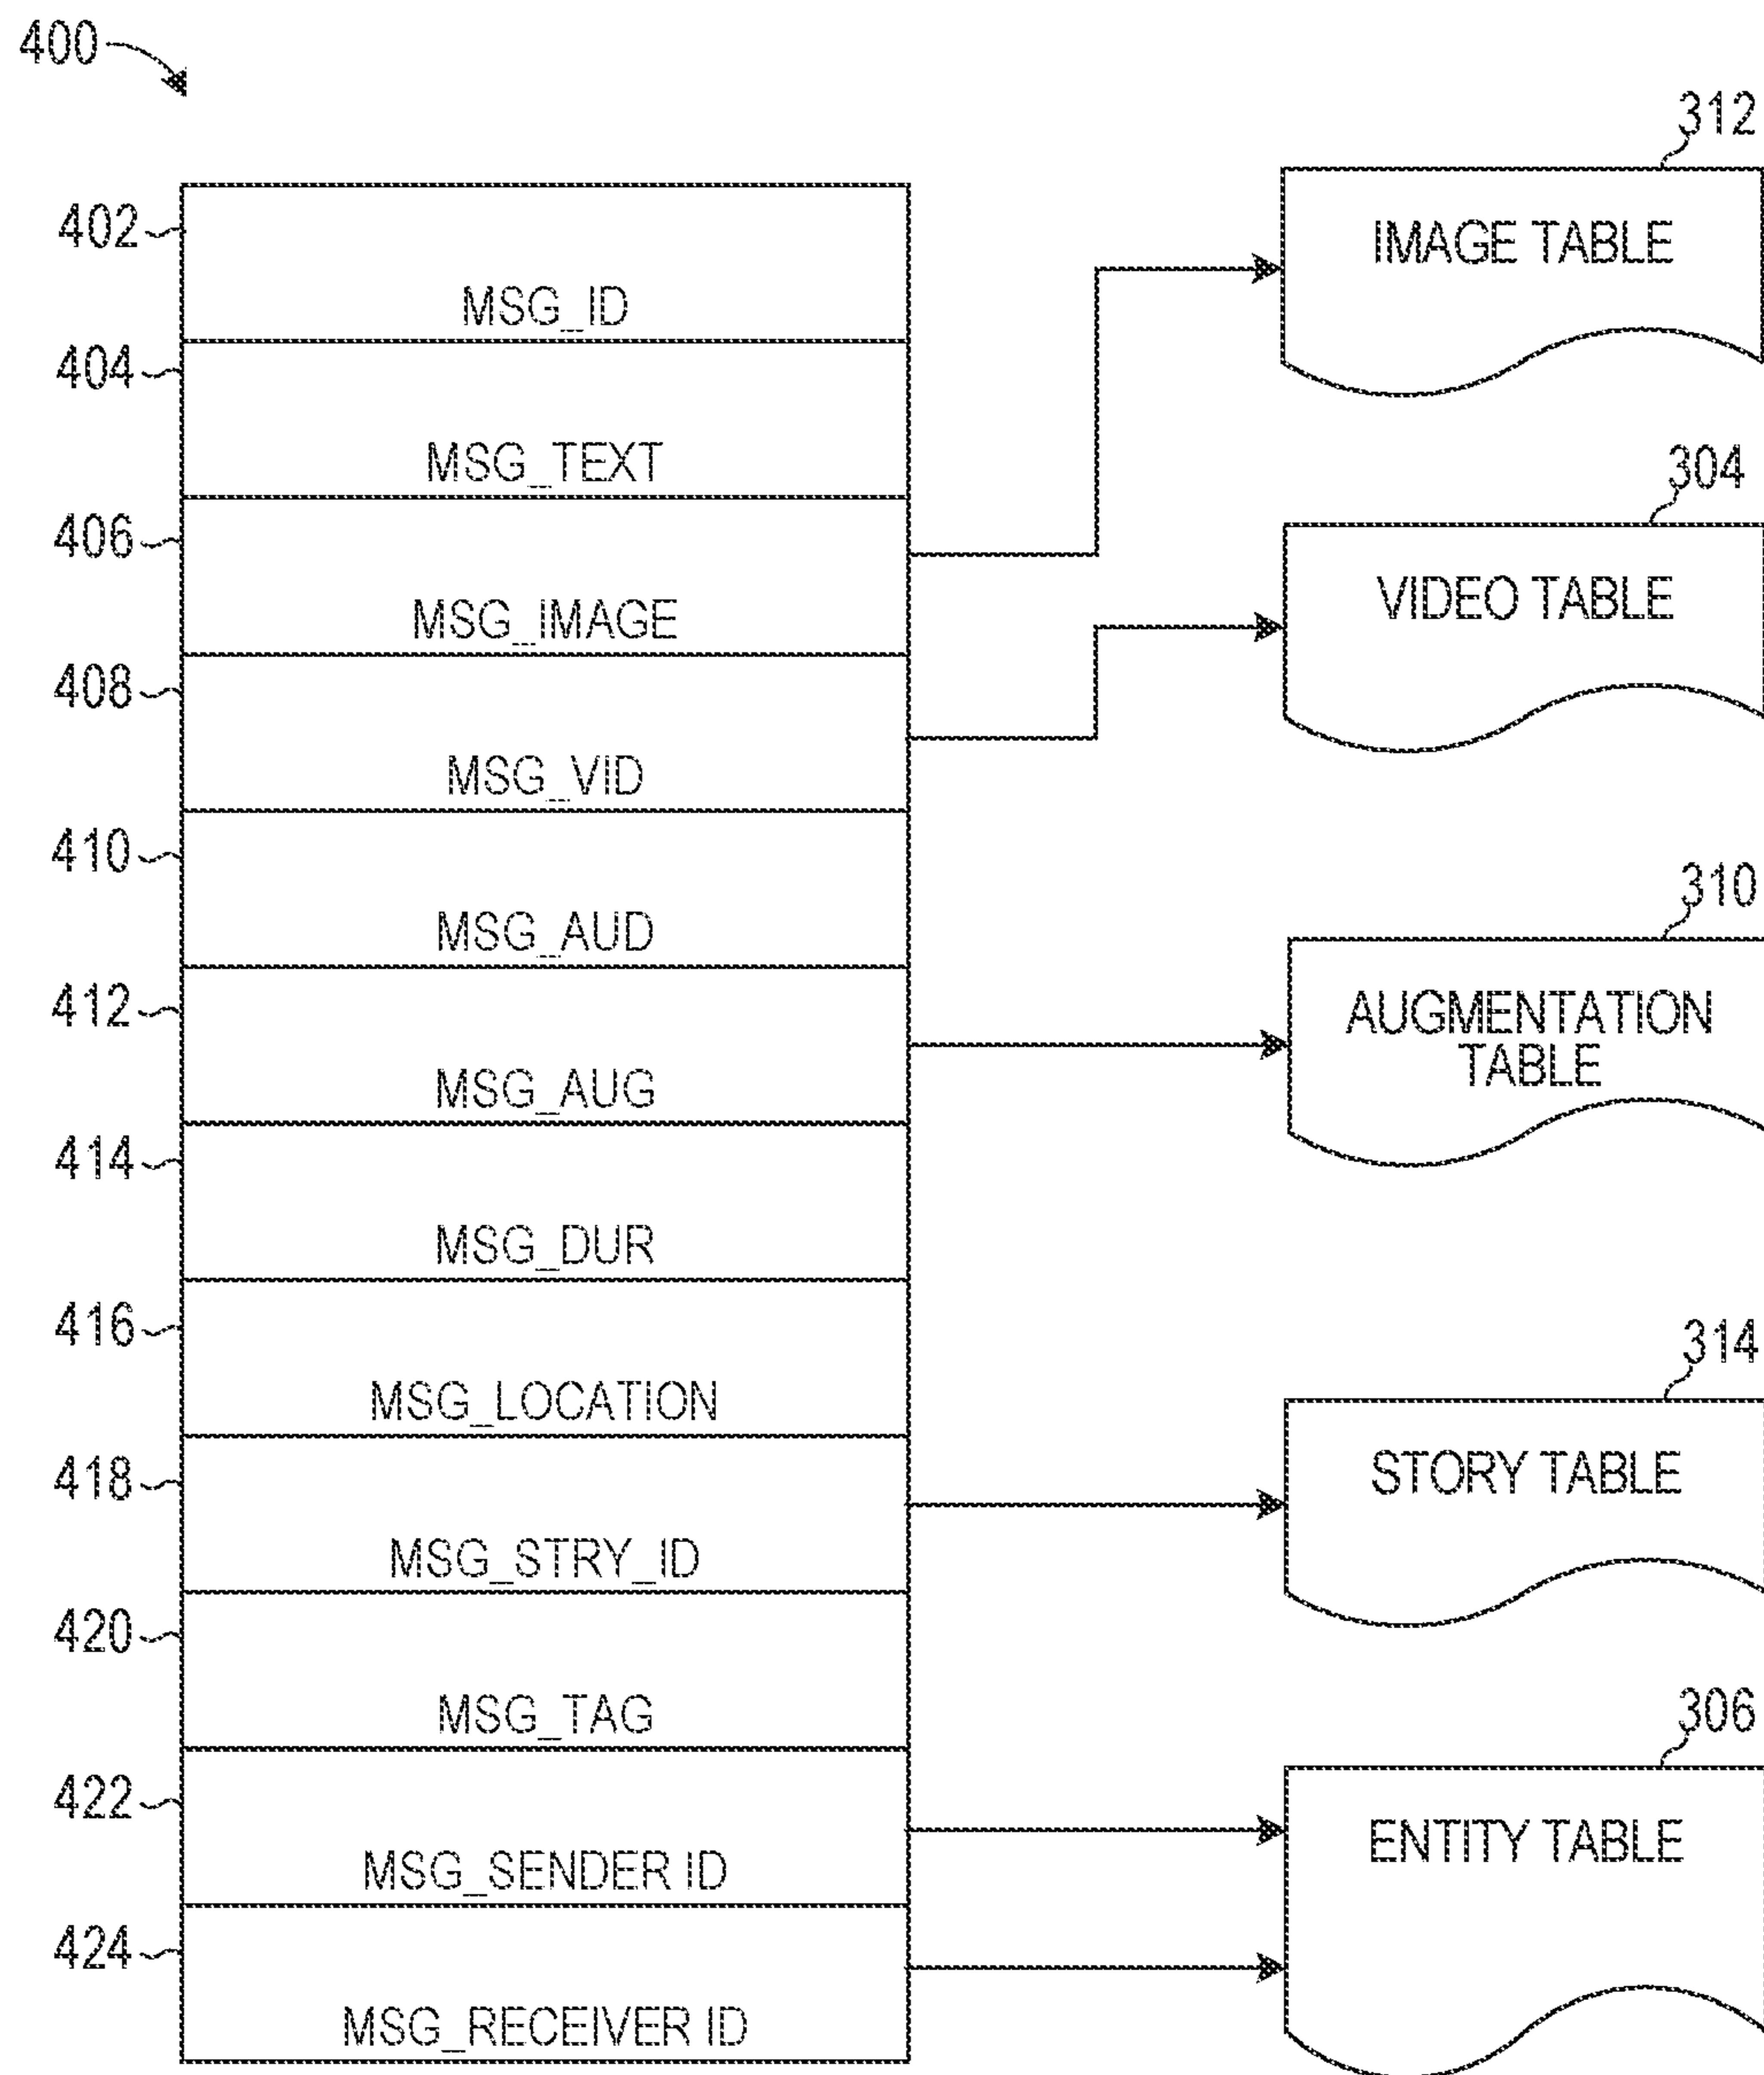 400
312
402
IMAGE TABLE
MSG_ID
404
MSG_TEXT
304
406
VIDEO TABLE
MSG_IMAGE
408
MSG_VID
410
310
MSG_AUD
412
AUGMENTATION
TABLE
MSG_AUG
414
MSG_DUR
416
314
MSG_LOCATION
418
STORY TABLE
MSG_STRY_ID
420
MSG_TAG
306
422
ENTITY TABLE
MSG_SENDER ID
424
MSG_RECEIVER ID